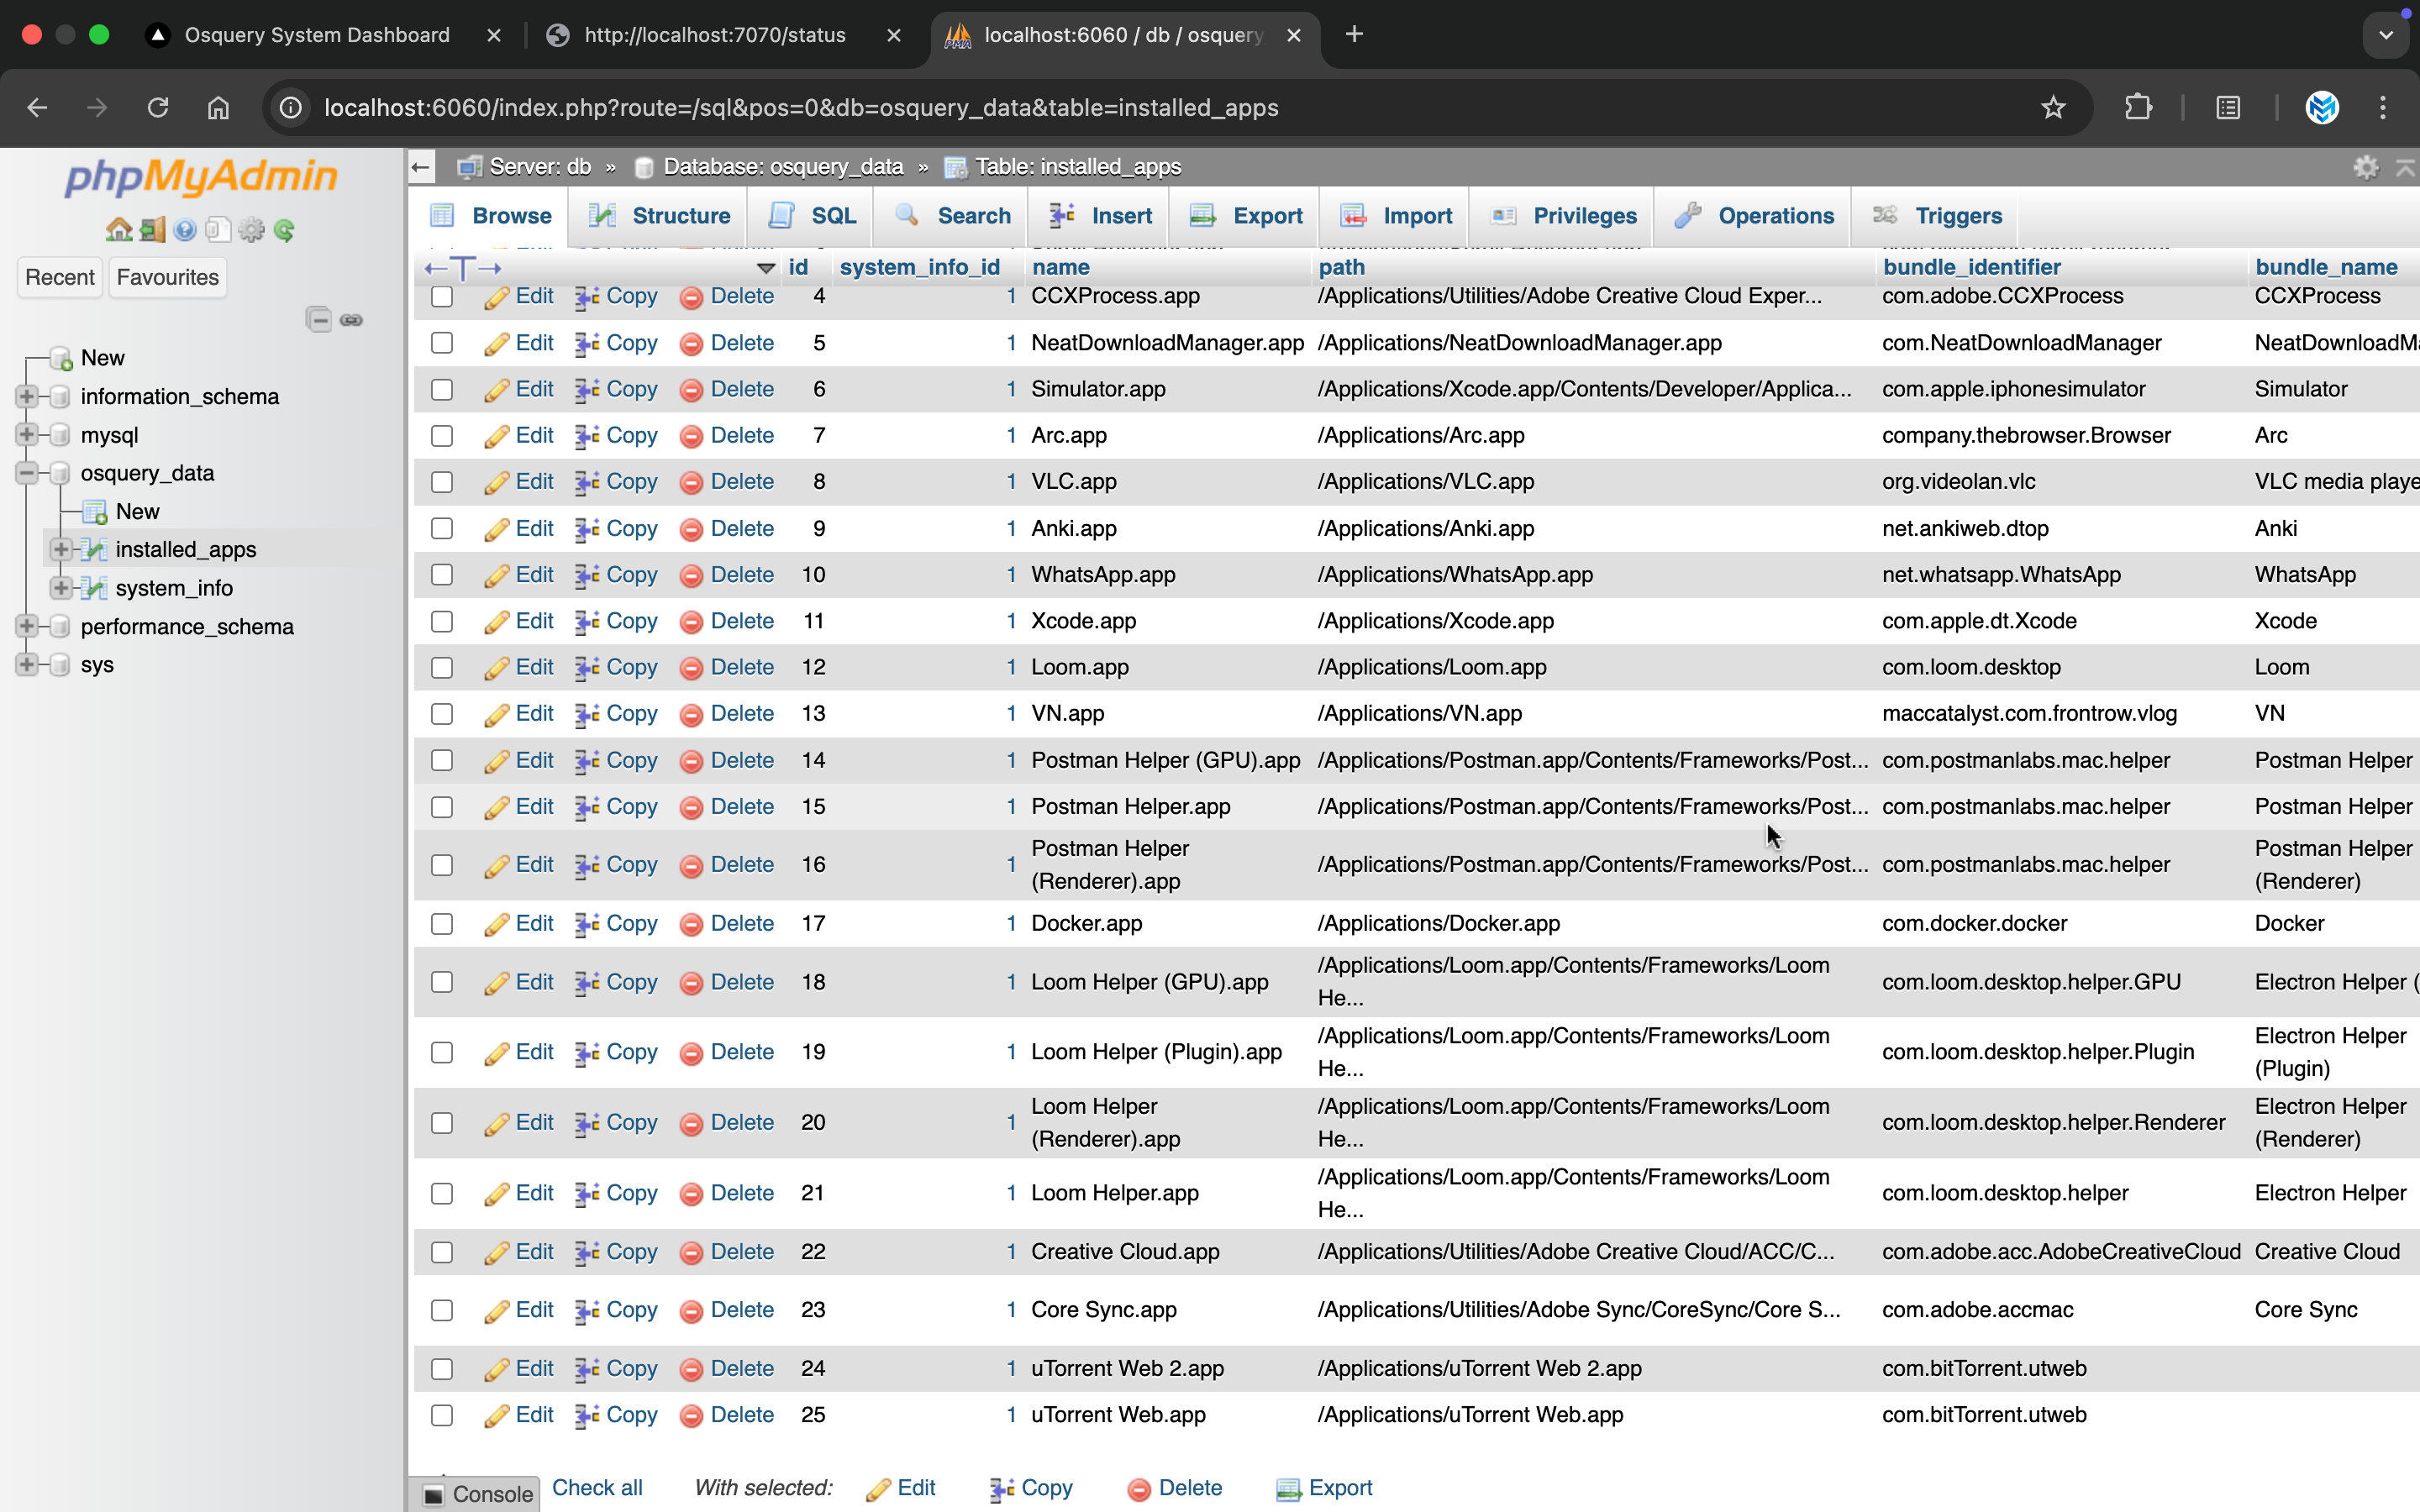 Osquery System Dashboard
http://localhost:7070/status
localhost:6060 / db / osquery
localhost:6060/index.php?route=/sql&pos=0&db=osquery_data&table=installed_apps
phpMyAdmin
Recent Favourites
New
information_schema
mysql
osquery_data
New
installed_apps
system_info
performance_schema
sys
Server: db » Database: osquery_data » Table: installed_apps
Browse Structure SQL Search Insert Export Import Privileges Operations Triggers
id system_info_id name path bundle_identifier bundle_name
Edit Copy Delete 4 1 CCXProcess.app /Applications/Utilities/Adobe Creative Cloud Exper... com.adobe.CCXProcess CCXProcess
Edit Copy Delete 5 1 NeatDownloadManager.app /Applications/NeatDownloadManager.app com.NeatDownloadManager NeatDownloadM
Edit Copy Delete 6 1 Simulator.app /Applications/Xcode.app/Contents/Developer/Applica... com.apple.iphonesimulator Simulator
Edit Copy Delete 7 1 Arc.app /Applications/Arc.app company.thebrowser.Browser Arc
Edit Copy Delete 8 1 VLC.app /Applications/VLC.app org.videolan.vlc VLC media playe
Edit Copy Delete 9 1 Anki.app /Applications/Anki.app net.ankiweb.dtop Anki
Edit Copy Delete 10 1 WhatsApp.app /Applications/WhatsApp.app net.whatsapp.WhatsApp WhatsApp
Edit Copy Delete 11 1 Xcode.app /Applications/Xcode.app com.apple.dt.Xcode Xcode
Edit Copy Delete 12 1 Loom.app /Applications/Loom.app com.loom.desktop Loom
Edit Copy Delete 13 1 VN.app /Applications/VN.app maccatalyst.com.frontrow.vlog VN
Edit Copy Delete 14 1 Postman Helper (GPU).app /Applications/Postman.app/Contents/Frameworks/Post... com.postmanlabs.mac.helper Postman Helper
Edit Copy Delete 15 1 Postman Helper.app /Applications/Postman.app/Contents/Frameworks/Post... com.postmanlabs.mac.helper Postman Helper
Postman Helper Postman Helper
Edit Copy Delete 16 1 /Applications/Postman.app/Contents/Frameworks/Post... com.postmanlabs.mac.helper
(Renderer).app (Renderer)
Edit Copy Delete 17 1 Docker.app /Applications/Docker.app com.docker.docker Docker
/Applications/Loom.app/Contents/Frameworks/Loom
Edit Copy Delete 18 1 Loom Helper (GPU).app com.loom.desktop.helper.GPU Electron Helper (
He...
/Applications/Loom.app/Contents/Frameworks/Loom Electron Helper
Edit Copy Delete 19 1 Loom Helper (Plugin).app com.loom.desktop.helper.Plugin
He... (Plugin)
Loom Helper /Applications/Loom.app/Contents/Frameworks/Loom Electron Helper
Edit Copy Delete 20 1 com.loom.desktop.helper.Renderer
(Renderer).app He... (Renderer)
/Applications/Loom.app/Contents/Frameworks/Loom
Edit Copy Delete 21 1 Loom Helper.app com.loom.desktop.helper Electron Helper
He...
Edit Copy Delete 22 1 Creative Cloud.app /Applications/Utilities/Adobe Creative Cloud/ACC/C... com.adobe.acc.AdobeCreativeCloud Creative Cloud
Edit Copy Delete 23 1 Core Sync.app /Applications/Utilities/Adobe Sync/CoreSync/Core S... com.adobe.accmac Core Sync
Edit Copy Delete 24 1 uTorrent Web 2.app /Applications/uTorrent Web 2.app com.bitTorrent.utweb
Edit Copy Delete 25 1 uTorrent Web.app /Applications/uTorrent Web.app com.bitTorrent.utweb
Console Check all With selected: Edit Copy Delete Export